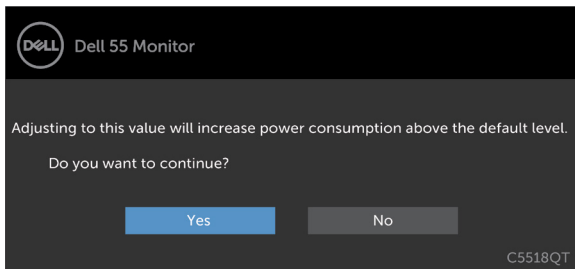 DELL
Dell 55 Monitor
Adjusting to this value will increase power consumption above the default level.
Do you want to continue?
Yes No
C5518QT